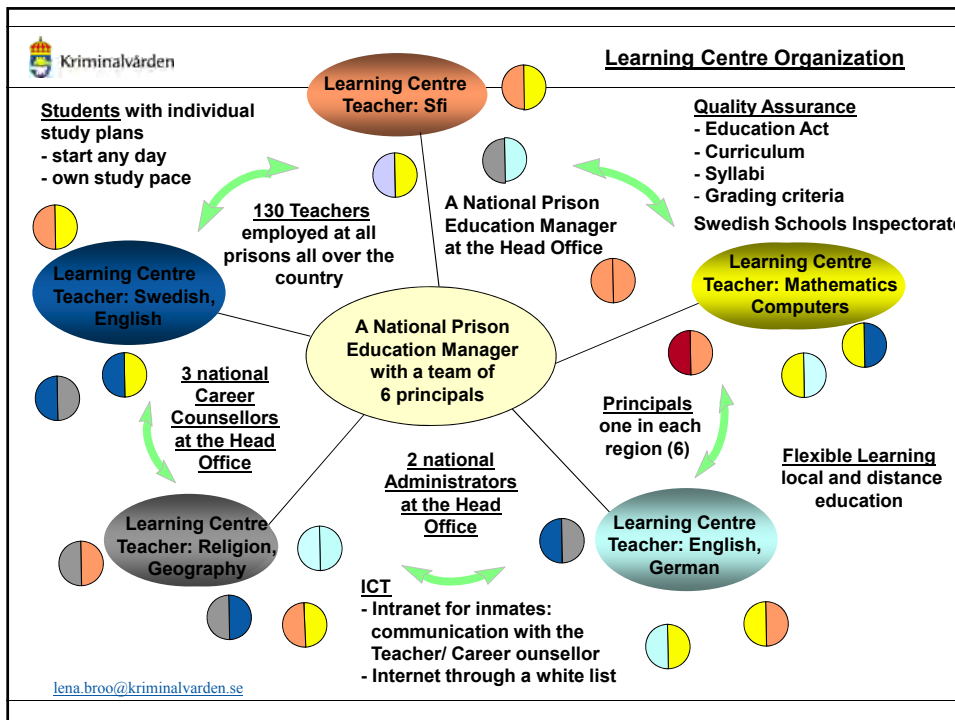 Kriminalvården
Learning Centre Organization
Learning Centre
Teacher: Sfi
Students with individual
study plans
- start any day
- own study pace
Quality Assurance
- Education Act
- Curriculum
- Syllabi
- Grading criteria
Swedish Schools Inspectorate
130 Teachers
employed at all
prisons all over the
country
A National Prison
Education Manager
at the Head Office
Learning Centre
Teacher: Swedish,
English
Learning Centre
Teacher: Mathematics
Computers
A National Prison
Education Manager
with a team of
6 principals
3 national
Career
Counsellors
at the Head
Office
Principals
one in each
region (6)
2 national
Administrators
at the Head
Office
Flexible Learning
local and distance
education
Learning Centre
Teacher: Religion,
Geography
Learning Centre
Teacher: English,
German
ICT
- Intranet for inmates:
communication with the
Teacher/ Career ounsellor
- Internet through a white list
lena.broo@kriminalvarden.se